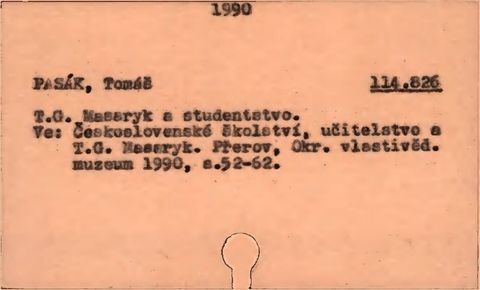 1990
PASÁK, Tomáš 114.826
T.G. Masaryk a studentstvo.
Ve: Československé školství, učitelstvo a
T.G. Masaryk. Přerov, Okr. vlastivěd.
muzeum 1990, s.52-62.